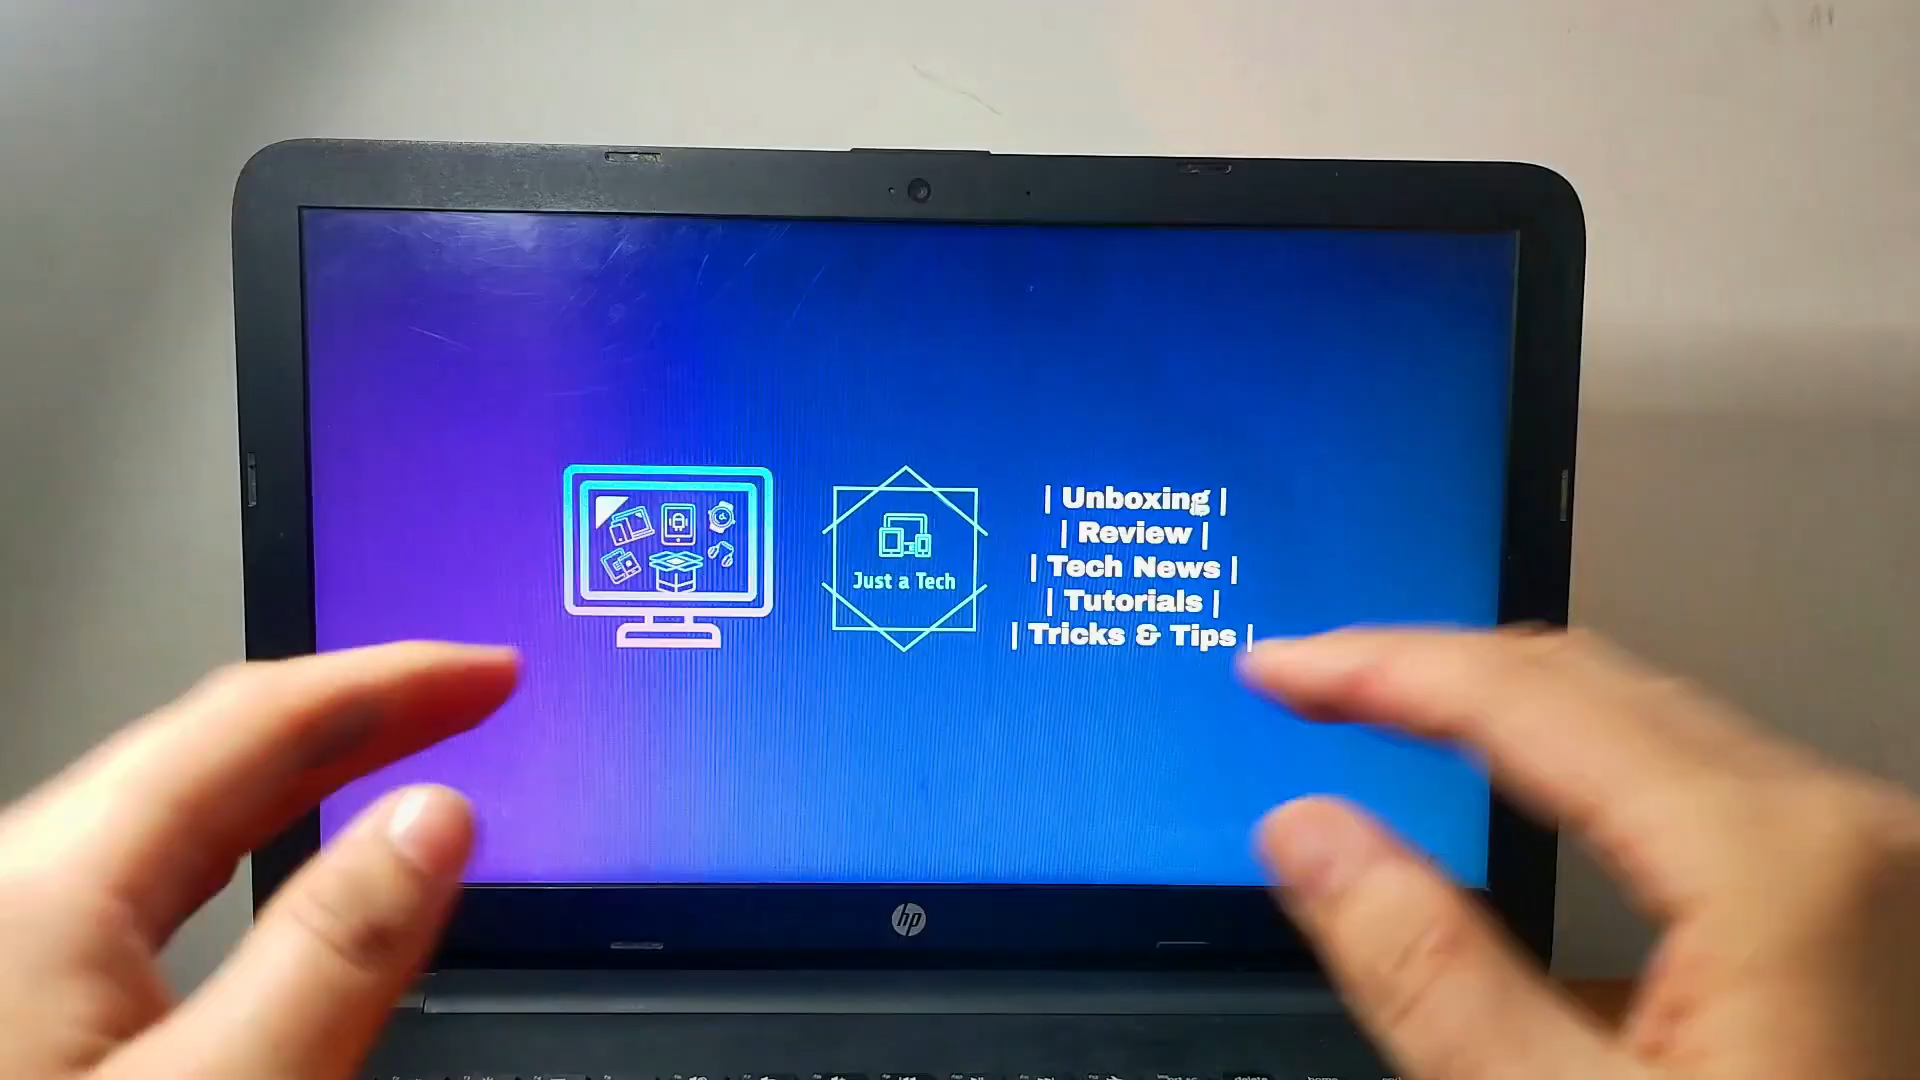 Just a Tech
| Unboxing |
| Review |
| Tech News |
| Tutorials |
| Tricks & Tips |
hp